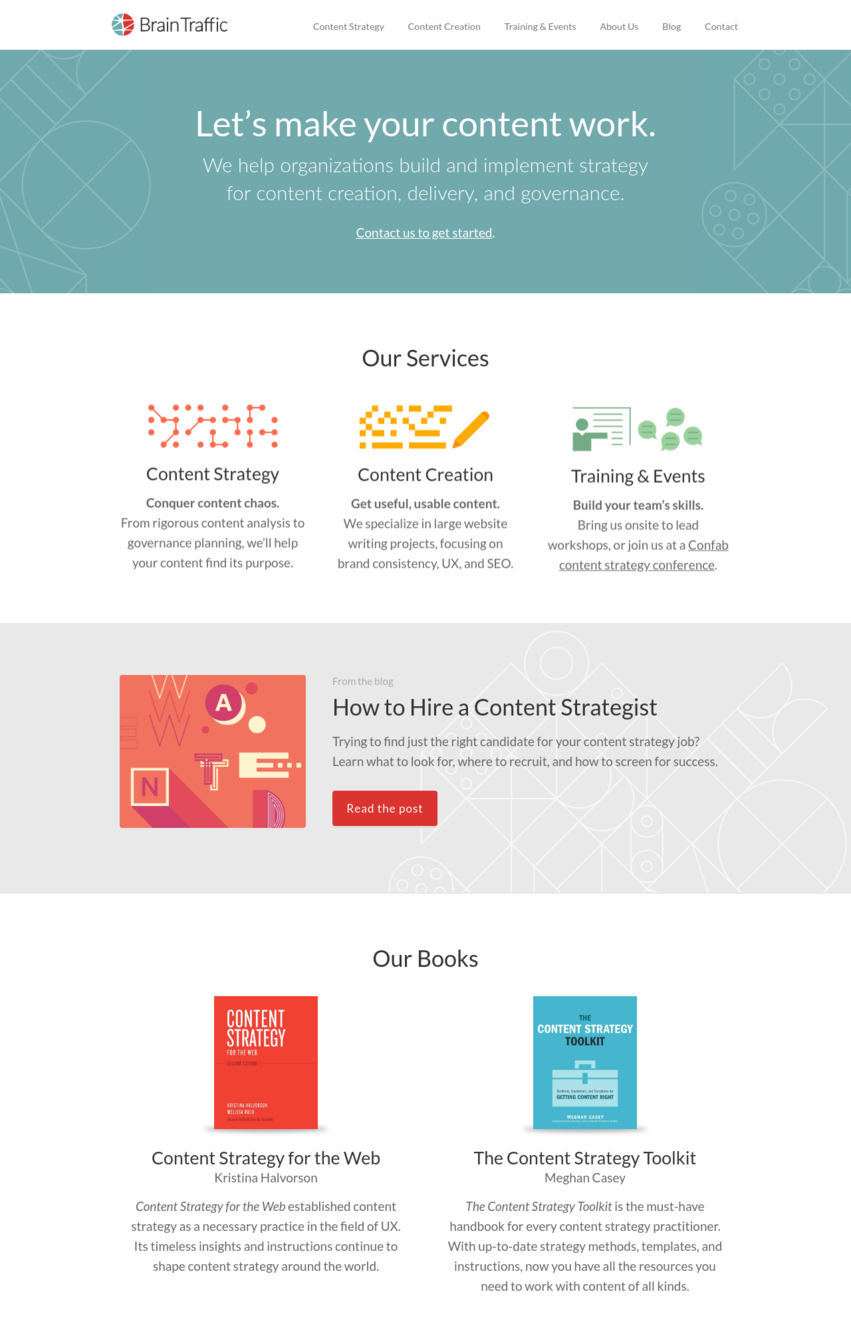 Brain Traffic
Content Strategy
Content Creation
Training & Events
About Us
Blog
Contact
Let's make your content work.
We help organizations build and implement strategy
for content creation, delivery, and governance.
Contact us to get started.
Our Services
Content Strategy
Conquer content chaos.
From rigorous content analysis to
governance planning, we'll help
your content find its purpose.
Content Creation
Get useful, usable content.
We specialize in large website
writing projects, focusing on
brand consistency, UX, and SEO.
Training & Events
Build your team's skills.
Bring us onsite to lead
workshops, or join us at a Confab
content strategy conference.
W A
N T E D
From the blog
How to Hire a Content Strategist
Trying to find just the right candidate for your content strategy job?
Learn what to look for, where to recruit, and how to screen for success.
Read the post
Our Books
CONTENT
STRATEGY
FOR THE WEB
SECOND EDITION
KRISTINA HALVORSON
MELISSA RACH
Content Strategy for the Web
Kristina Halvorson
Content Strategy for the Web established content
strategy as a necessary practice in the field of UX.
Its timeless insights and instructions continue to
shape content strategy around the world.
THE
CONTENT STRATEGY
TOOLKIT
GETTING CONTENT RIGHT
MEGHAN CASEY
The Content Strategy Toolkit
Meghan Casey
The Content Strategy Toolkit is the must-have
handbook for every content strategy practitioner.
With up-to-date strategy methods, templates, and
instructions, now you have all the resources you
need to work with content of all kinds.